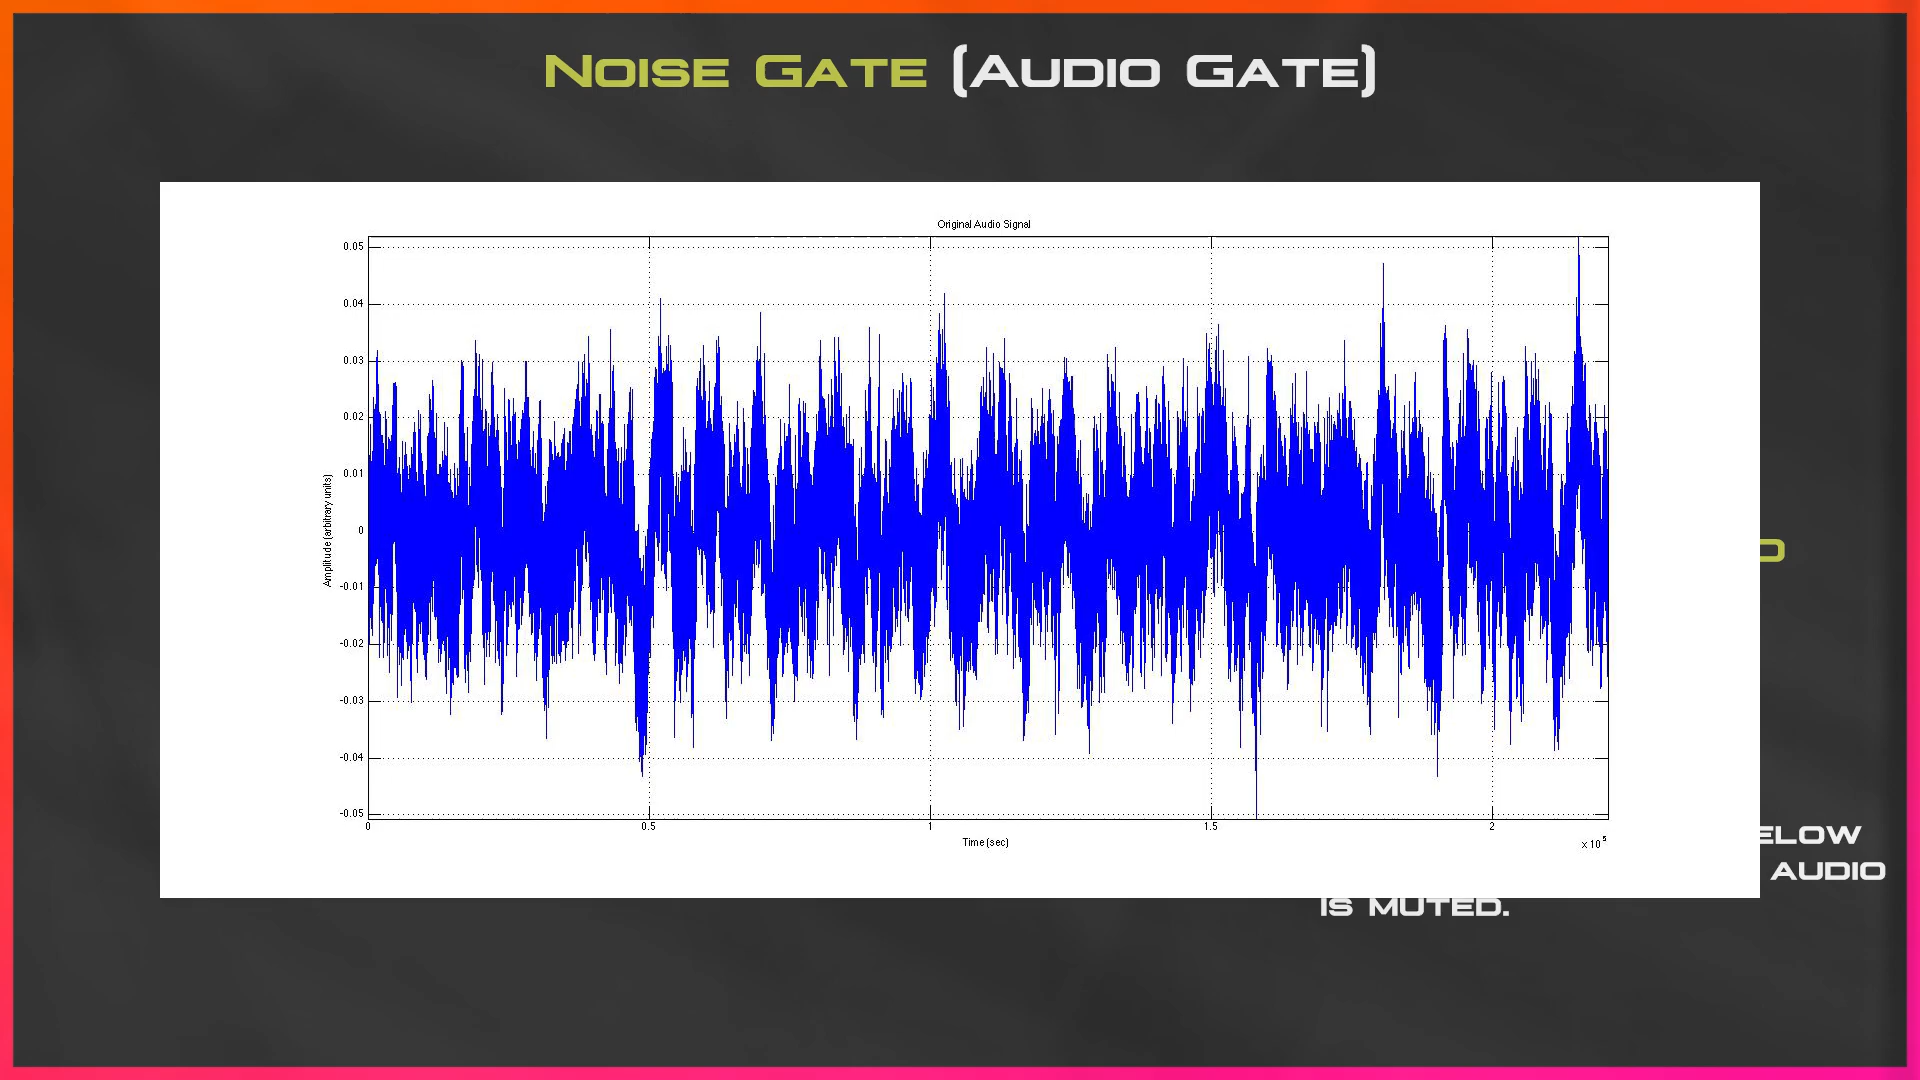 Noise Gate (Audio Gate)
Original Audio Signal
0.05
0.04
0.03
0.02
0.01
0
-0.01
-0.02
-0.03
-0.04
-0.05
Amplitude (arbitrary units)
0 0.5 1 1.5 2
Time (sec)
x 10^5
AUDIO
IS MUTED.